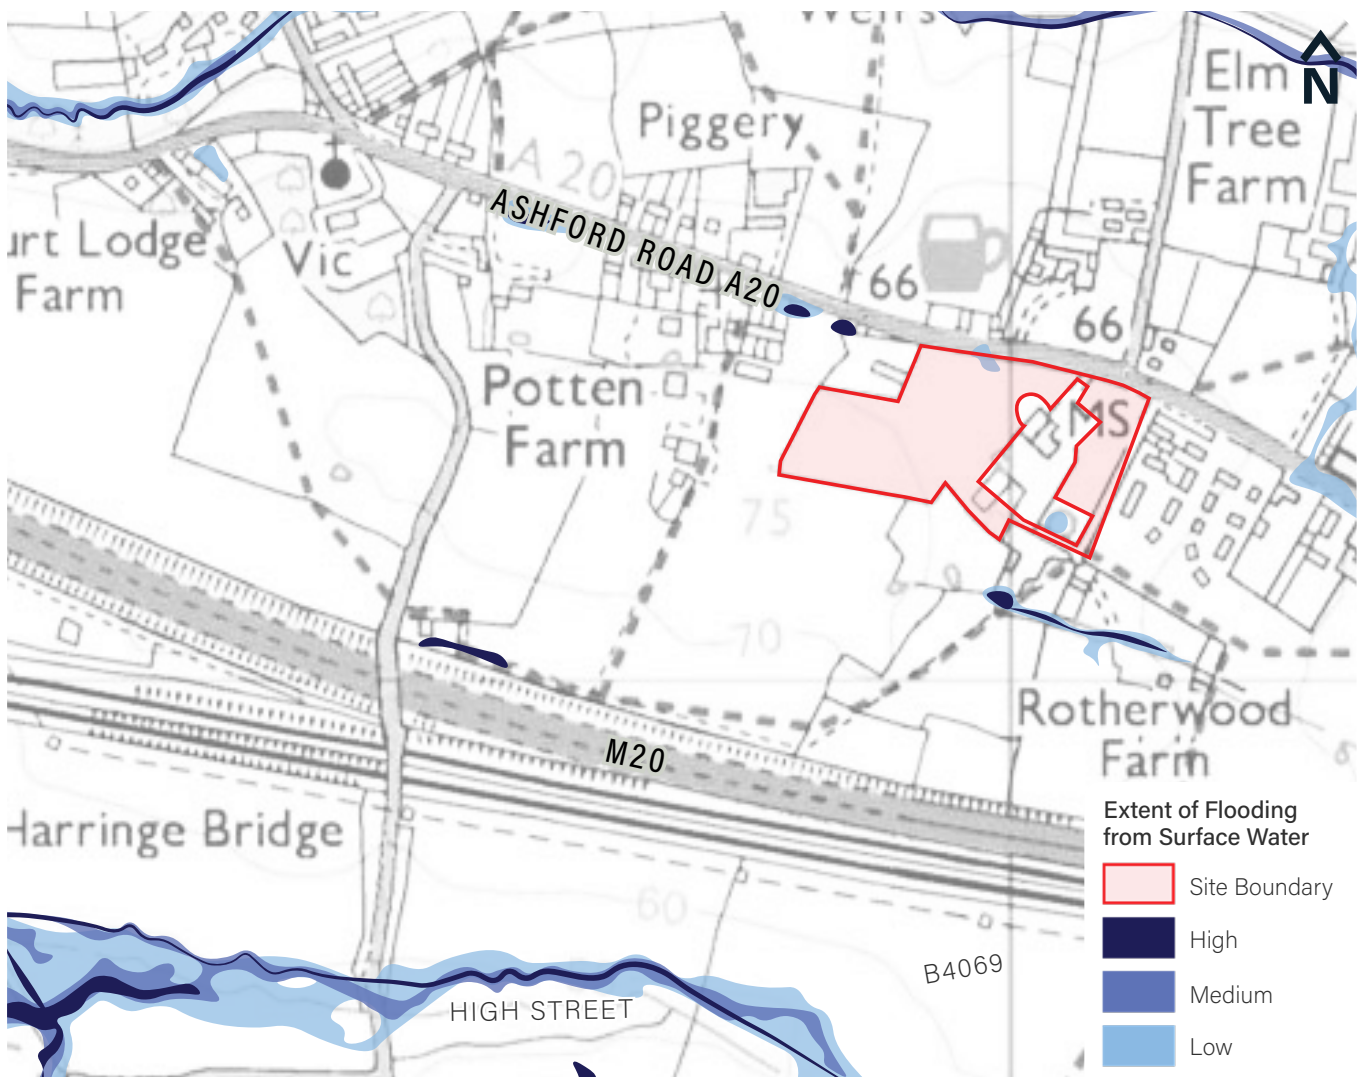 Weirs
N
Elm
Tree
Farm
Piggery
A 20
ASHFORD ROAD A20
urt Lodge
Farm
Vic
66
66
Potten
Farm
MS
75
70
Rotherwood
Farm
M20
Harringe Bridge
60
B4069
HIGH STREET
Extent of Flooding
from Surface Water
Site Boundary
High
Medium
Low